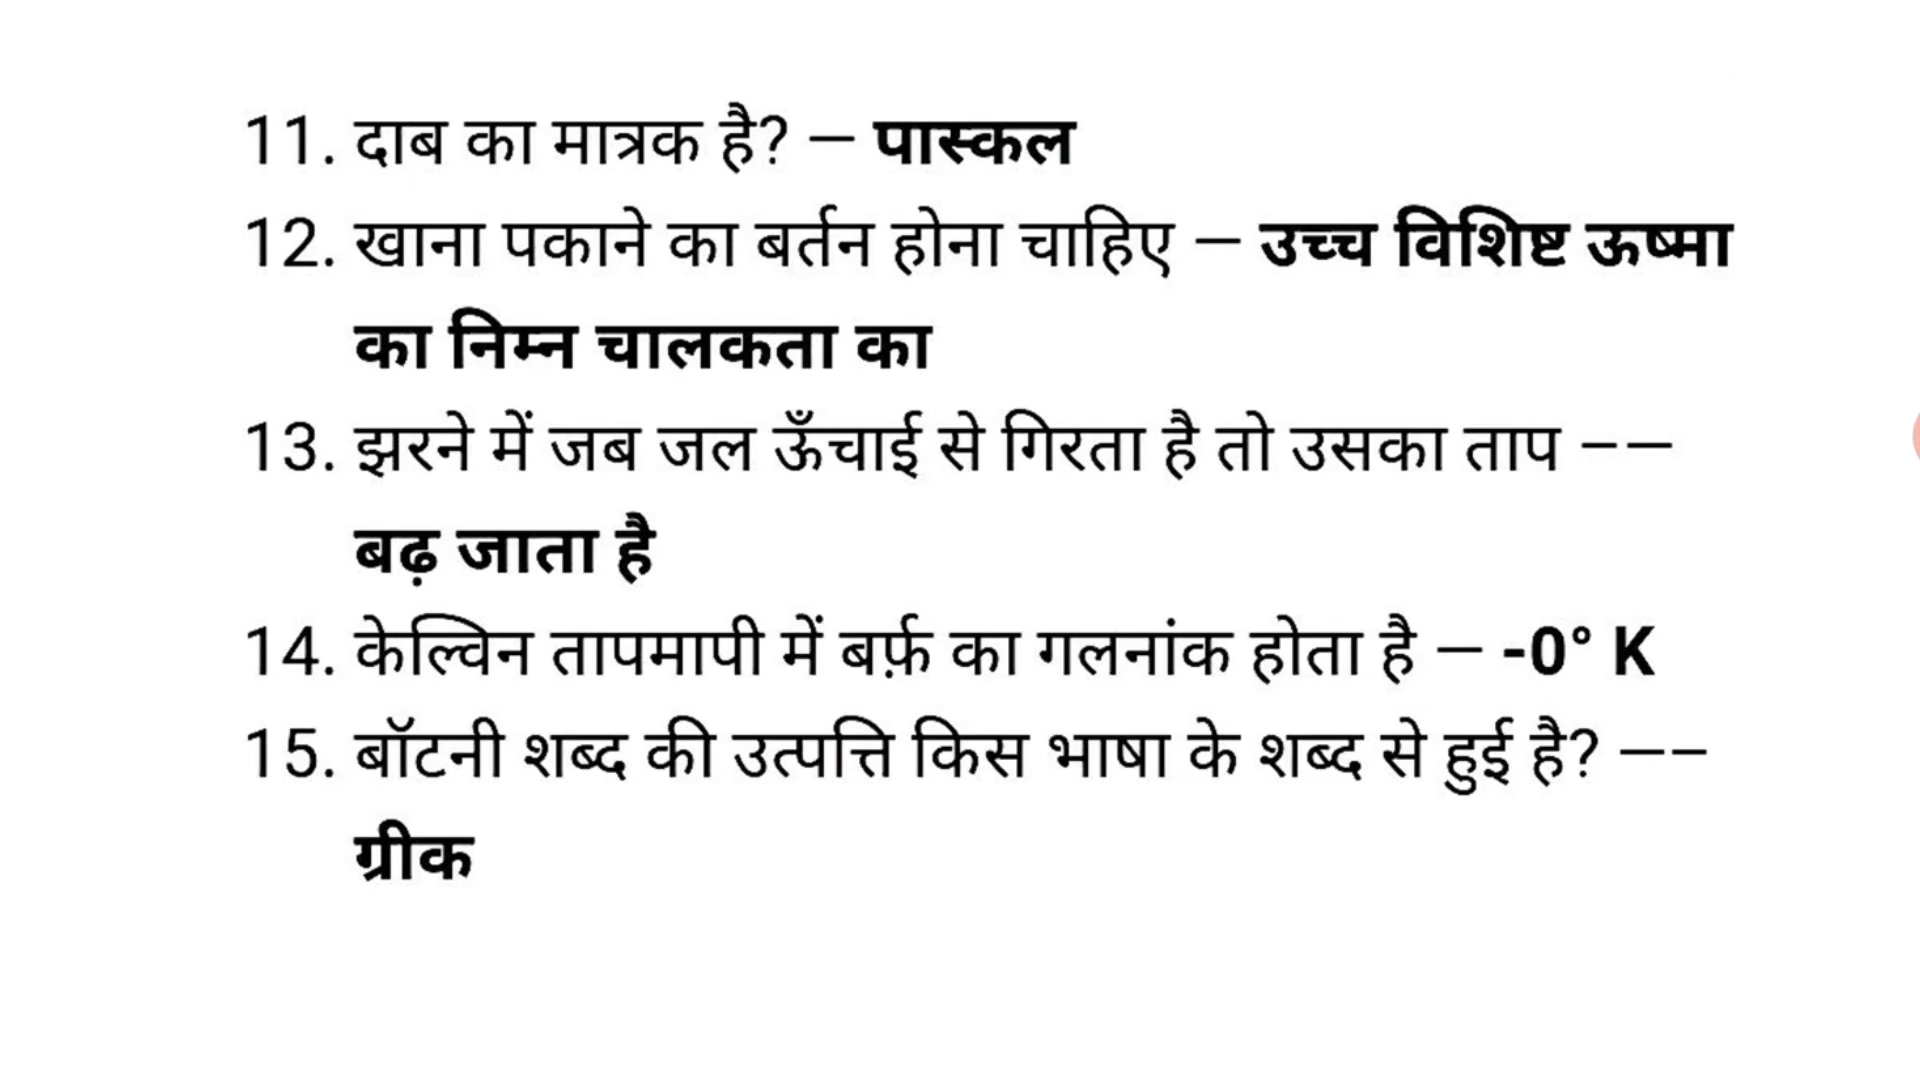 11. दाब का मात्रक है? – पास्कल
12. खाना पकाने का बर्तन होना चाहिए – उच्च विशिष्ट ऊष्मा
का निम्न चालकता का
13. झरने में जब जल ऊँचाई से गिरता है तो उसका ताप ––
बढ़ जाता है
14. केल्विन तापमापी में बर्फ़ का गलनांक होता है – -0° K
15. बॉटनी शब्द की उत्पत्ति किस भाषा के शब्द से हुई है? ––
ग्रीक